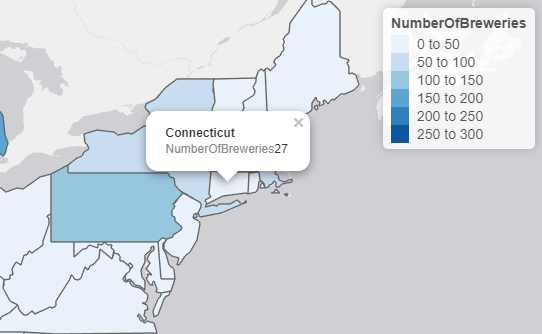 NumberOfBreweries
0 to 50
50 to 100
100 to 150
150 to 200
200 to 250
250 to 300
×
Connecticut
NumberOfBreweries27